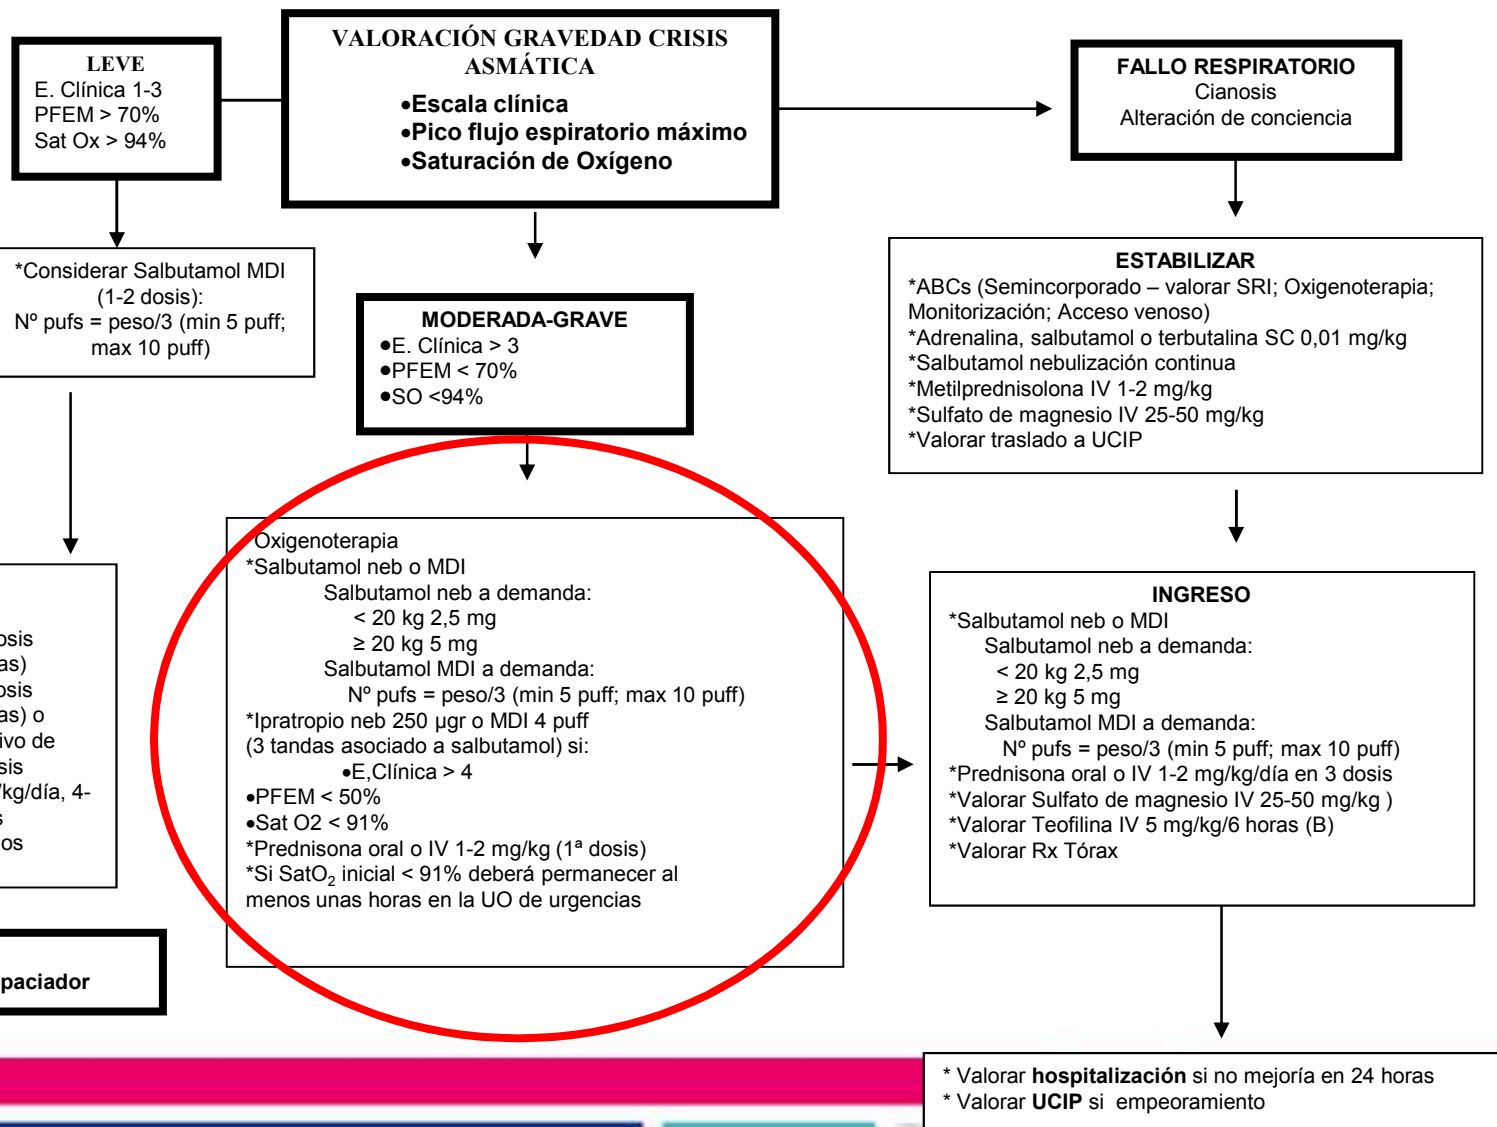 LEVE
E. Clínica 1-3
PFEM > 70%
Sat Ox > 94%
VALORACIÓN GRAVEDAD CRISIS
ASMÁTICA
•Escala clínica
•Pico flujo espiratorio máximo
•Saturación de Oxígeno
FALLO RESPIRATORIO
Cianosis
Alteración de conciencia
*Considerar Salbutamol MDI
(1-2 dosis):
Nº pufs = peso/3 (min 5 puff;
max 10 puff)
MODERADA-GRAVE
•E. Clínica > 3
•PFEM < 70%
•SO <94%
ESTABILIZAR
*ABCs (Semincorporado – valorar SRI; Oxigenoterapia;
Monitorización; Acceso venoso)
*Adrenalina, salbutamol o terbutalina SC 0,01 mg/kg
*Salbutamol nebulización continua
*Metilprednisolona IV 1-2 mg/kg
*Sulfato de magnesio IV 25-50 mg/kg
*Valorar traslado a UCIP
osis
as)
osis
as) o
ivo de
sis
/kg/día, 4-
s
os
paciador
*Oxigenoterapia
*Salbutamol neb o MDI
Salbutamol neb a demanda:
< 20 kg 2,5 mg
≥ 20 kg 5 mg
Salbutamol MDI a demanda:
Nº pufs = peso/3 (min 5 puff; max 10 puff)
*Ipratropio neb 250 µgr o MDI 4 puff
(3 tandas asociado a salbutamol) si:
•E,Clínica > 4
•PFEM < 50%
•Sat O2 < 91%
*Prednisona oral o IV 1-2 mg/kg (1ª dosis)
*Si SatO₂ inicial < 91% deberá permanecer al
menos unas horas en la UO de urgencias
INGRESO
*Salbutamol neb o MDI
Salbutamol neb a demanda:
< 20 kg 2,5 mg
≥ 20 kg 5 mg
Salbutamol MDI a demanda:
Nº pufs = peso/3 (min 5 puff; max 10 puff)
*Prednisona oral o IV 1-2 mg/kg/día en 3 dosis
*Valorar Sulfato de magnesio IV 25-50 mg/kg )
*Valorar Teofilina IV 5 mg/kg/6 horas (B)
*Valorar Rx Tórax
* Valorar hospitalización si no mejoría en 24 horas
* Valorar UCIP si empeoramiento